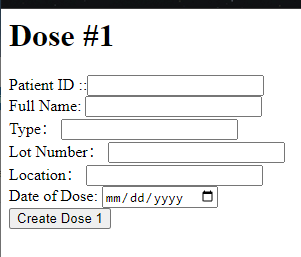 Dose #1
Patient ID ::
Full Name:
Type：
Lot Number：
Location：
Date of Dose: mm/dd/yyyy
Create Dose 1